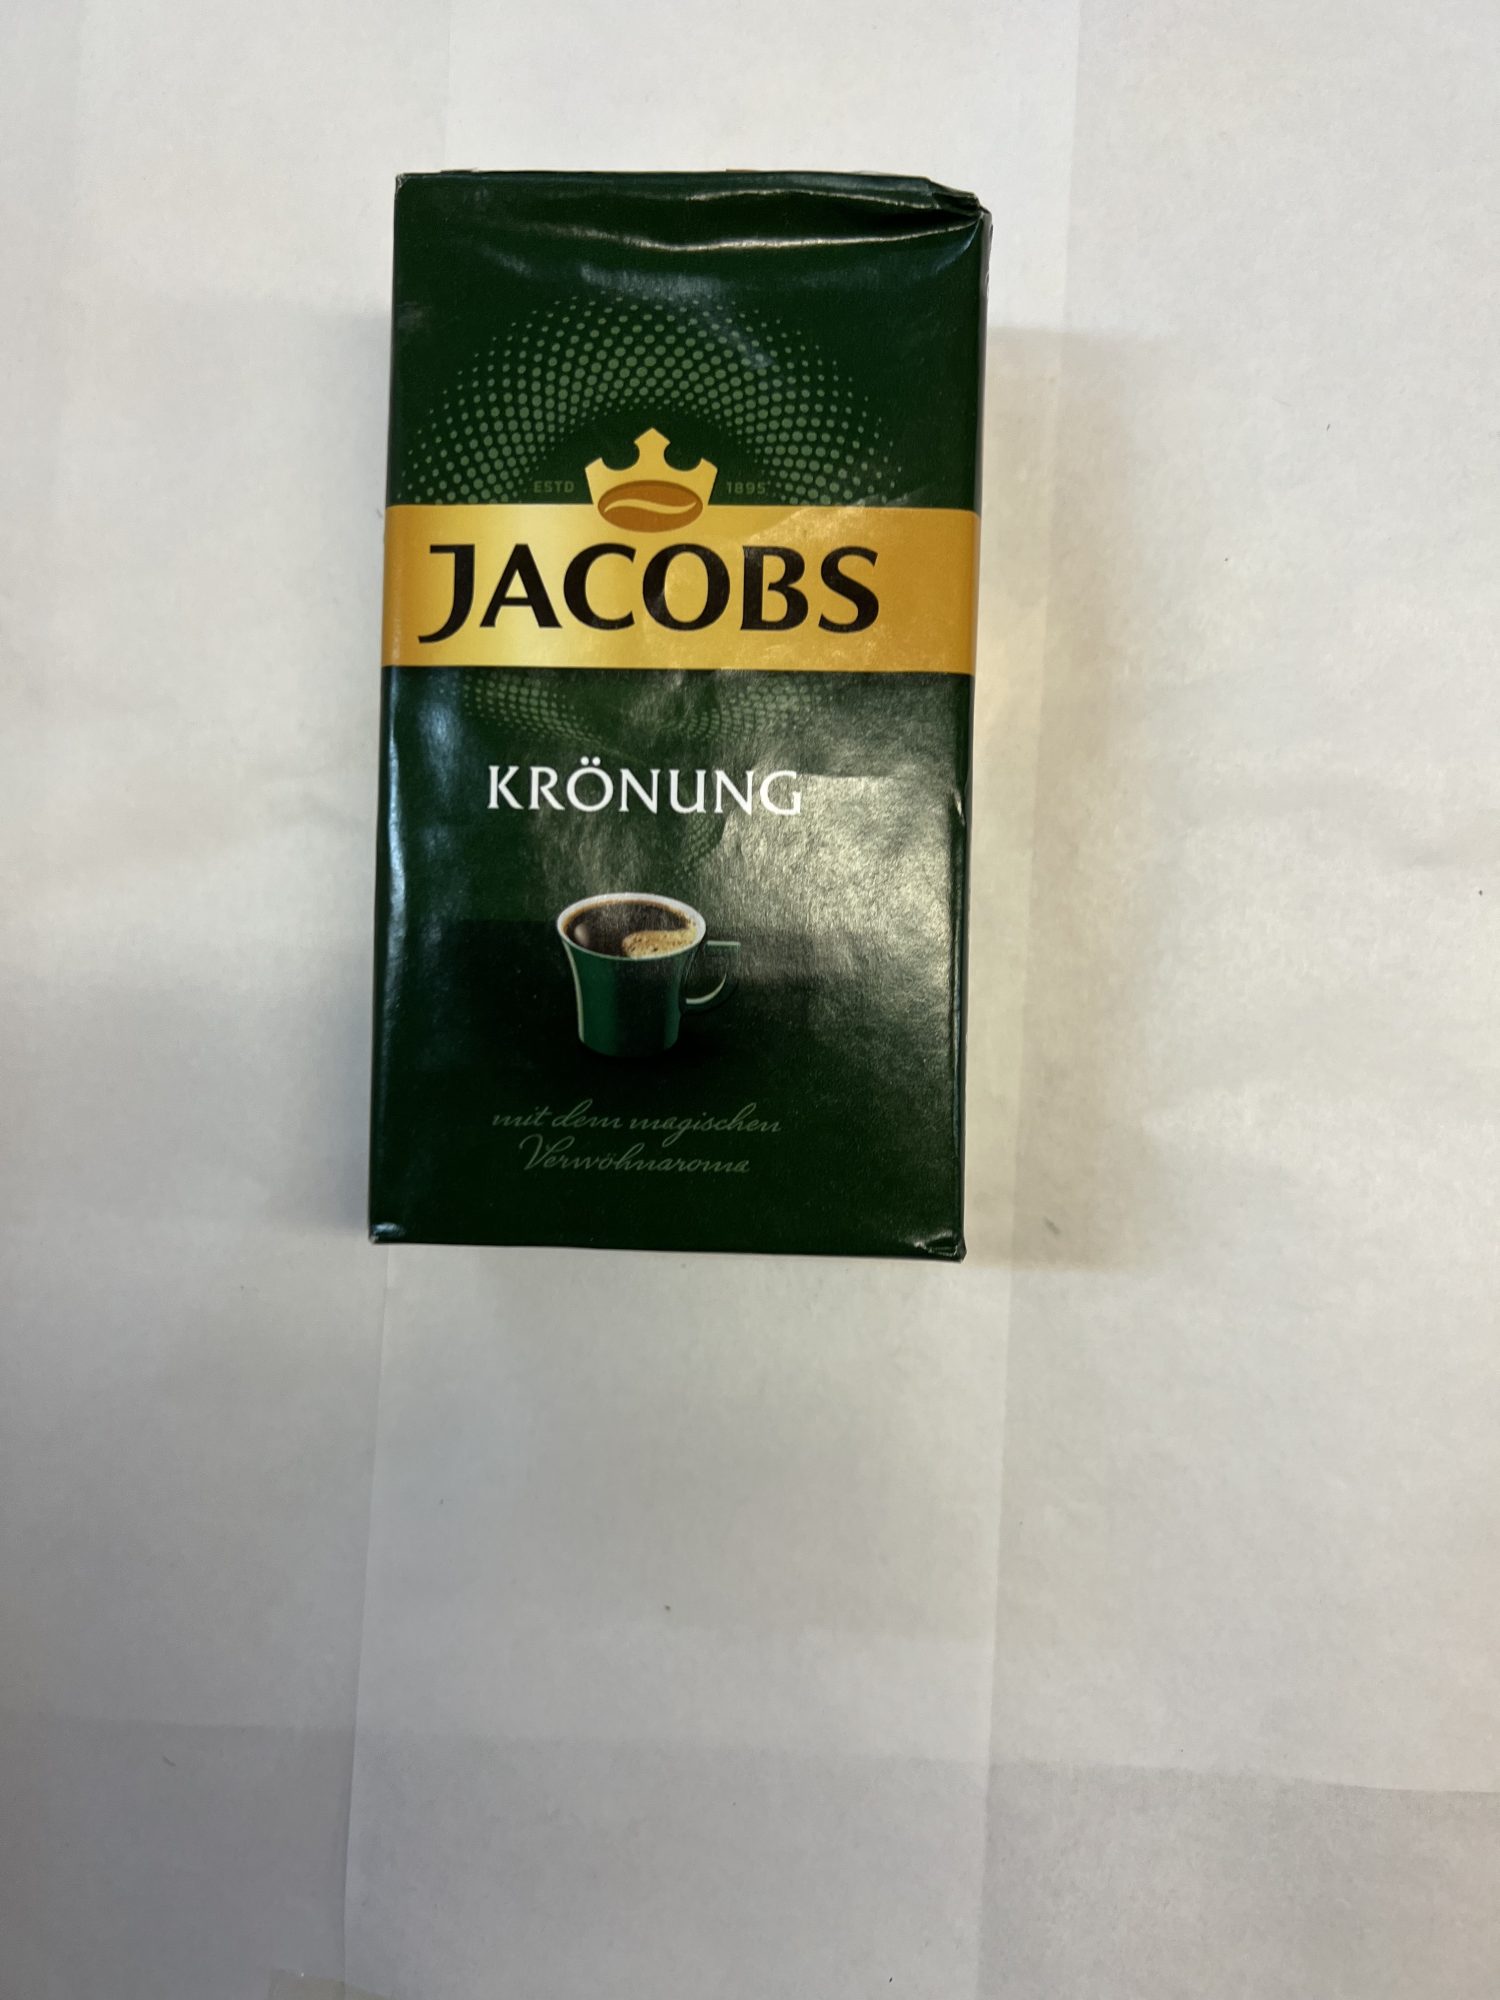 ESTD 1895
JACOBS
KRÖNUNG
mit dem magischen
Verwöhnaroma